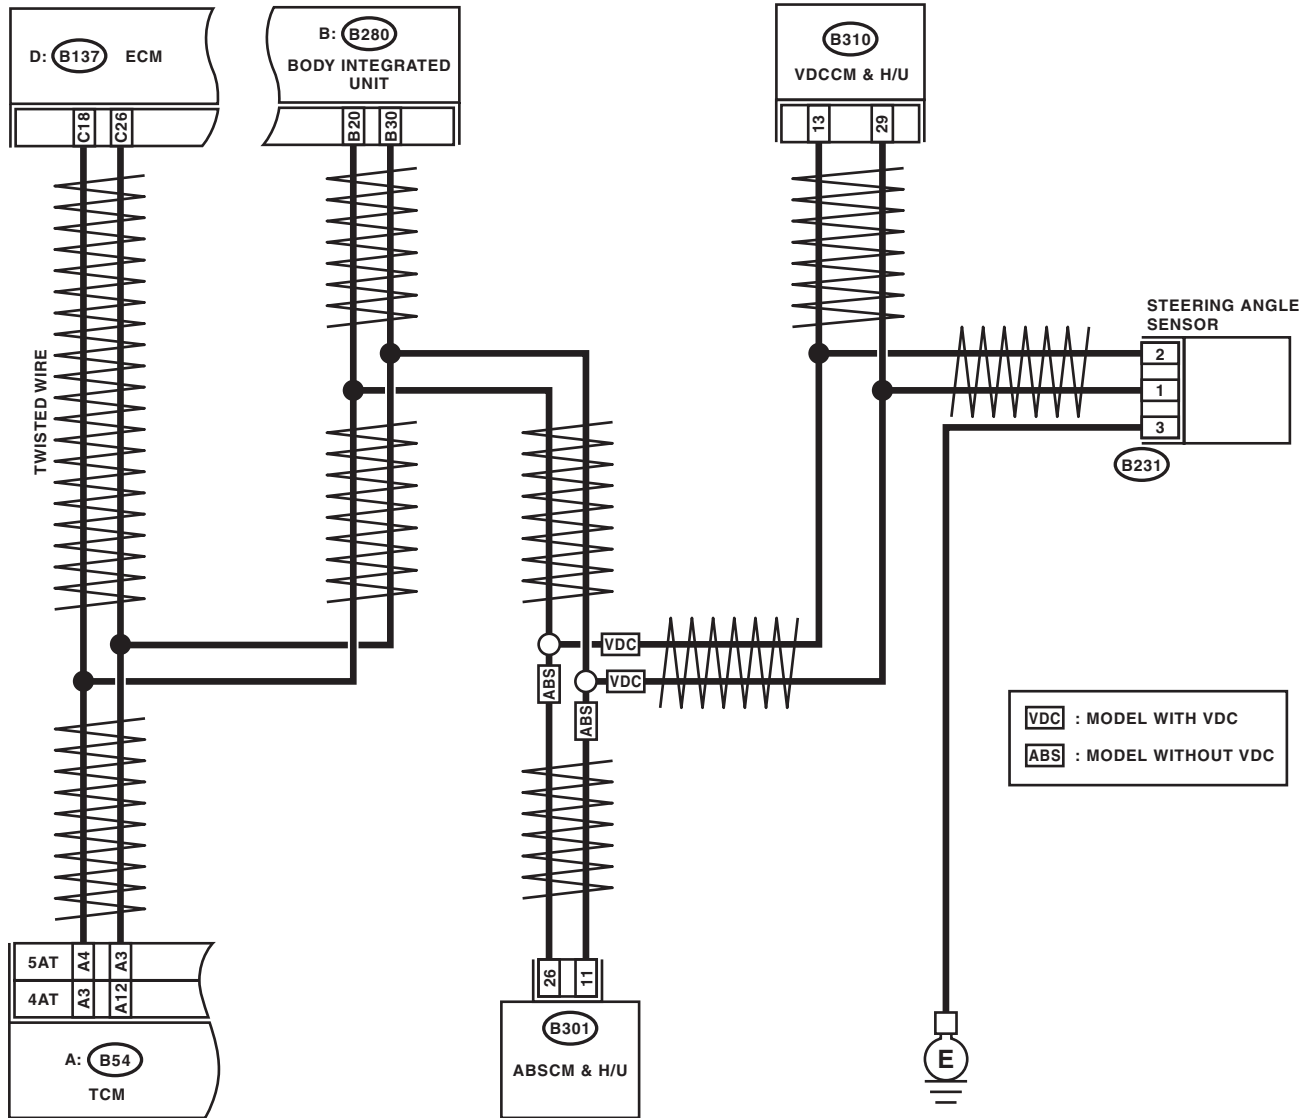 D: B137 ECM
C18
C26
B: B280
BODY INTEGRATED
UNIT
B20
B30
B310
VDCCM & H/U
13
29
STEERING ANGLE
SENSOR
2
1
3
B231
TWISTED WIRE
VDC
VDC
ABS
ABS
VDC : MODEL WITH VDC
ABS : MODEL WITHOUT VDC
5AT A4 A3
4AT A3 A12
A: B54
TCM
26
11
B301
ABSCM & H/U
E